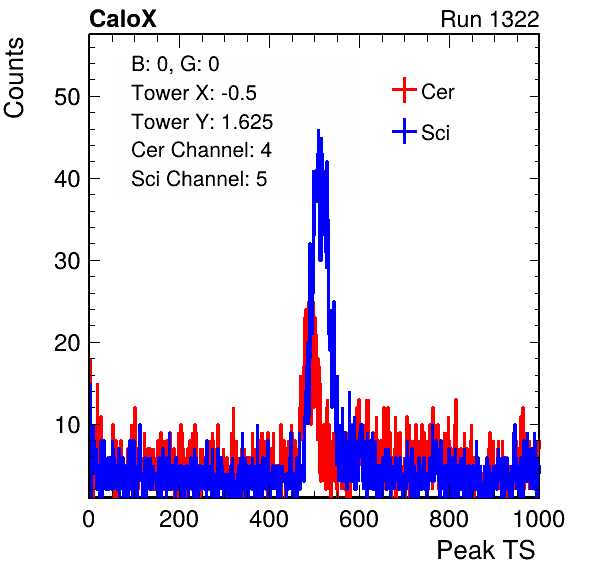 CaloX Run 1322
Counts
B: 0, G: 0
Tower X: -0.5
Tower Y: 1.625
Cer Channel: 4
Sci Channel: 5
Cer
Sci
50
40
30
20
10
0 200 400 600 800 1000
Peak TS